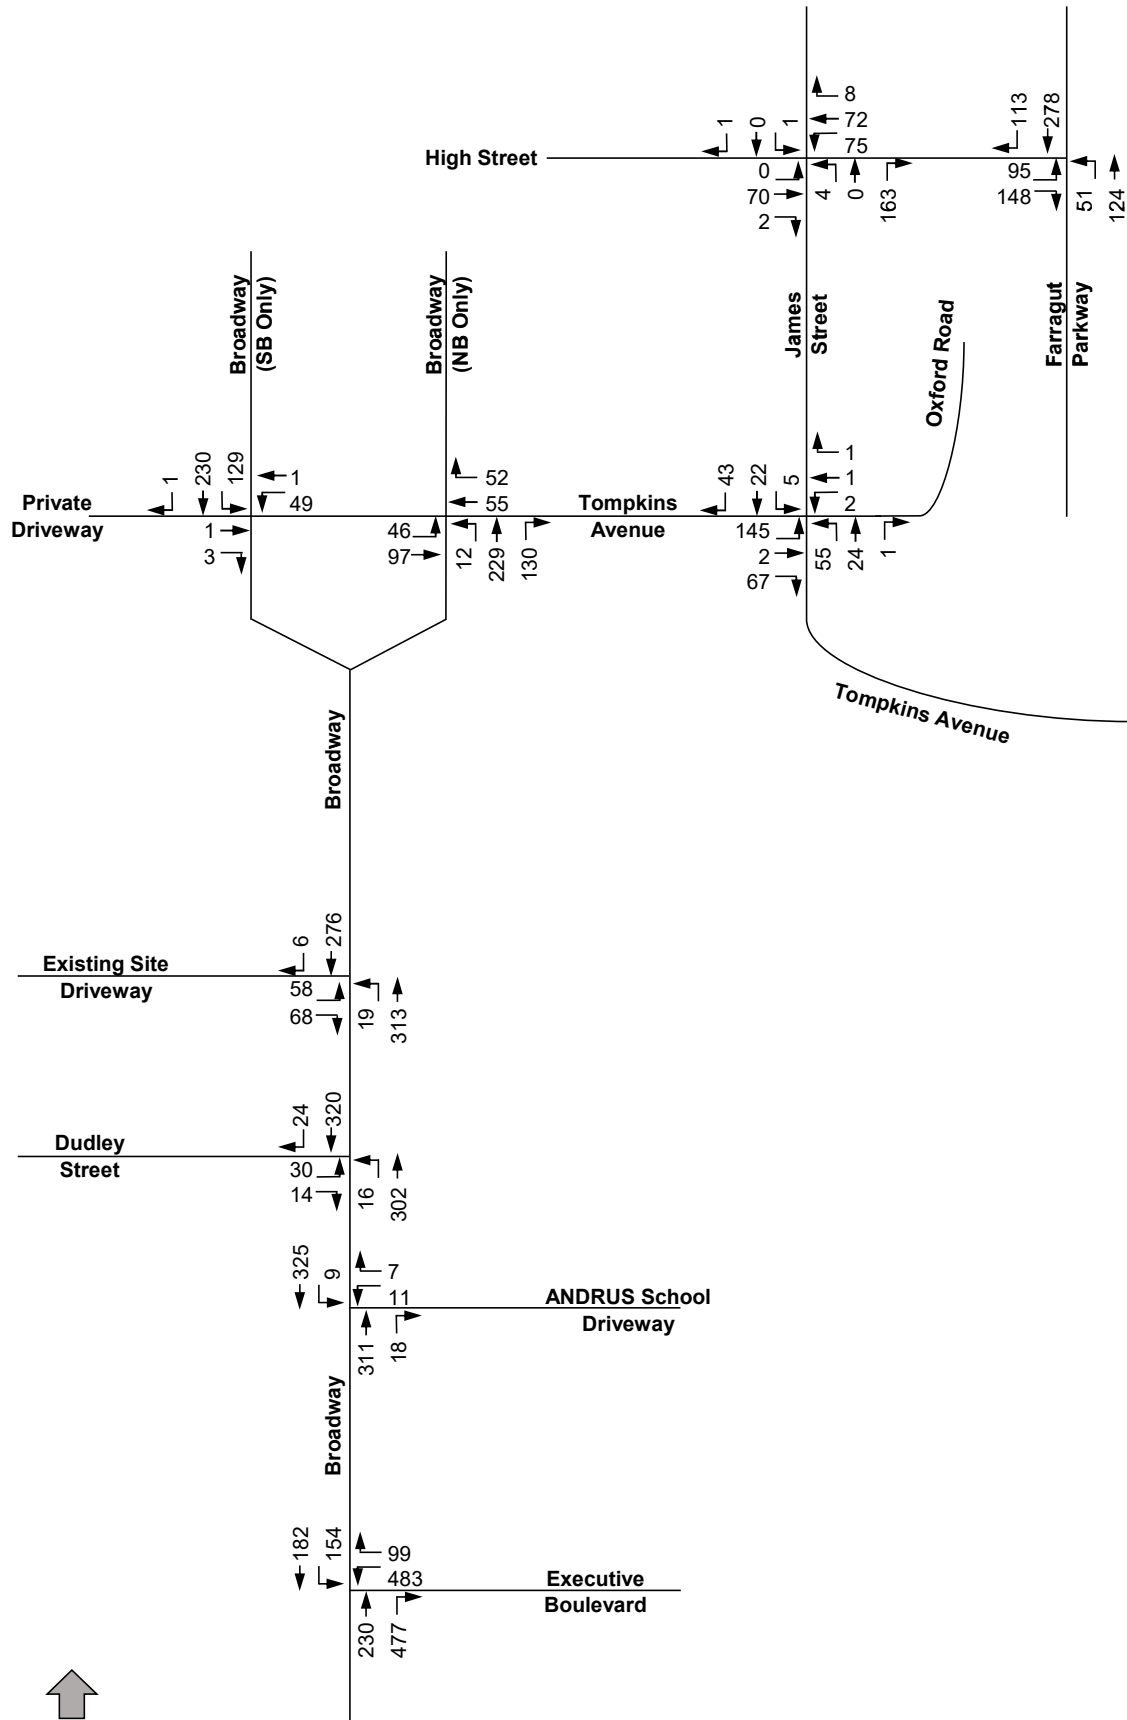 8
1
0
1
72
113
278
75
High Street
0
70
2
4
0
163
95
148
51
124
Broadway
(SB Only)
Broadway
(NB Only)
James
Street
Oxford Road
Farragut
Parkway
1
230
129
1
49
52
55
43
22
5
1
1
2
Private
Driveway
Tompkins
Avenue
1
3
46
97
12
229
130
145
2
67
55
24
1
Tompkins Avenue
Broadway
6
276
Existing Site
Driveway
58
68
19
313
24
320
Dudley
Street
30
14
16
302
325
9
7
11
ANDRUS School
Driveway
311
18
Broadway
182
154
99
483
Executive
Boulevard
230
477